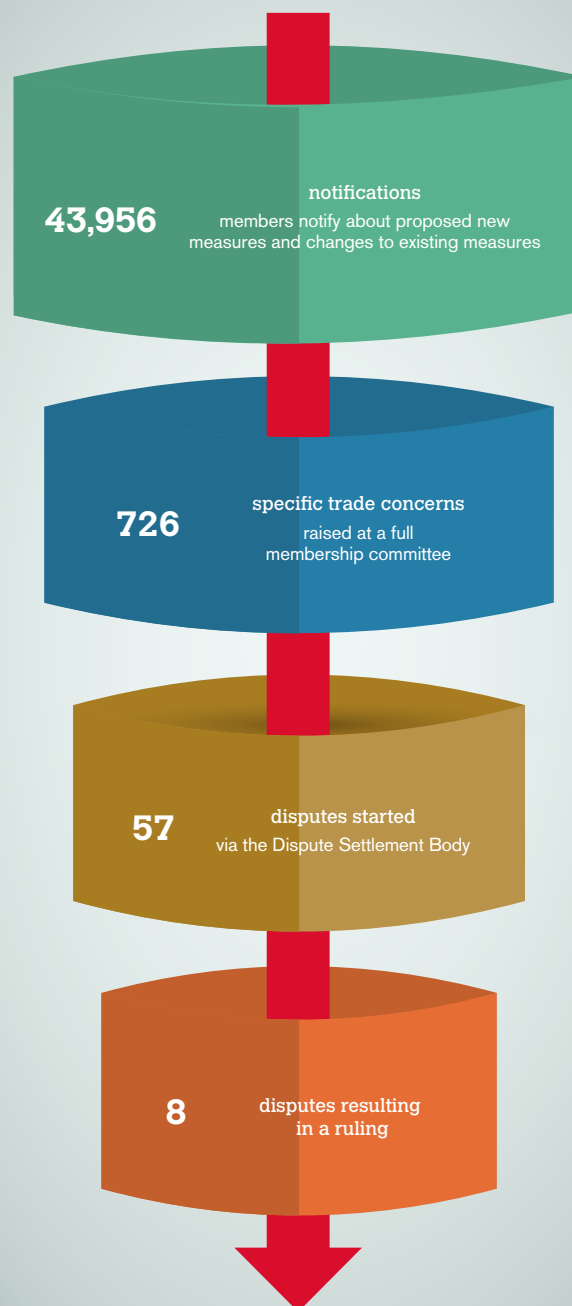 43,956
notifications
members notify about proposed new
measures and changes to existing measures
726
specific trade concerns
raised at a full
membership committee
57
disputes started
via the Dispute Settlement Body
8
disputes resulting
in a ruling